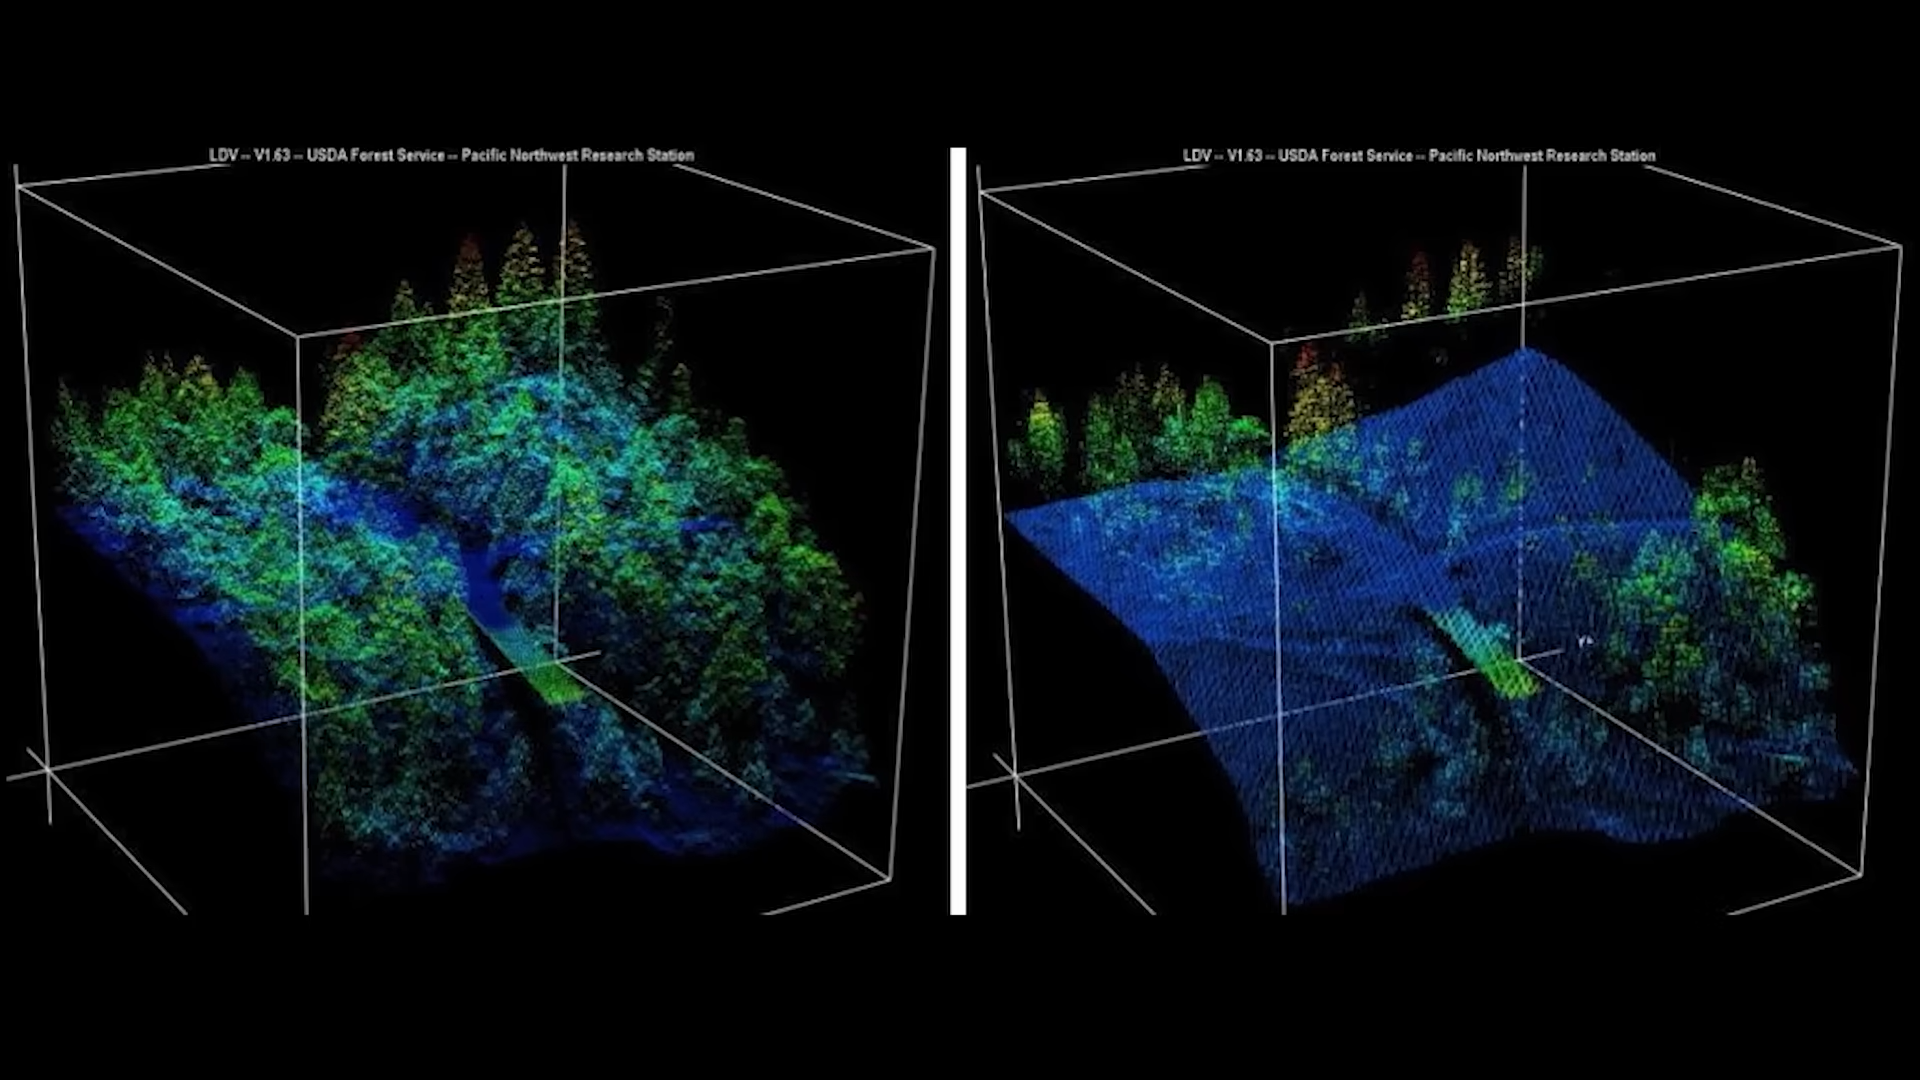 LDV -- V1.63 -- USDA Forest Service -- Pacific Northwest Research Station
LDV -- V1.63 -- USDA Forest Service -- Pacific Northwest Research Station